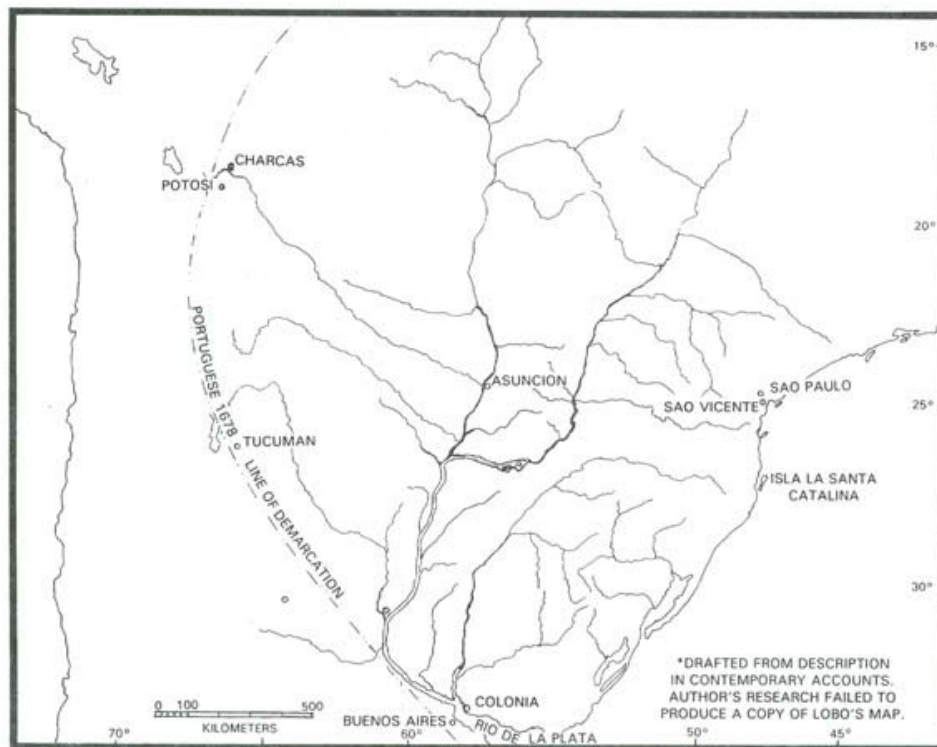 15°
CHARCAS
POTOSI
20°
PORTUGUESE 1678 LINE OF DEMARCATION
ASUNCION
SAO PAULO
SAO VICENTE
25°
TUCUMAN
ISLA LA SANTA
CATALINA
30°
*DRAFTED FROM DESCRIPTION
IN CONTEMPORARY ACCOUNTS.
AUTHOR'S RESEARCH FAILED TO
PRODUCE A COPY OF LOBO'S MAP.
COLONIA
0 100 500
KILOMETERS
BUENOS AIRES
RIO DE LA PLATA
70° 60° 50° 45°